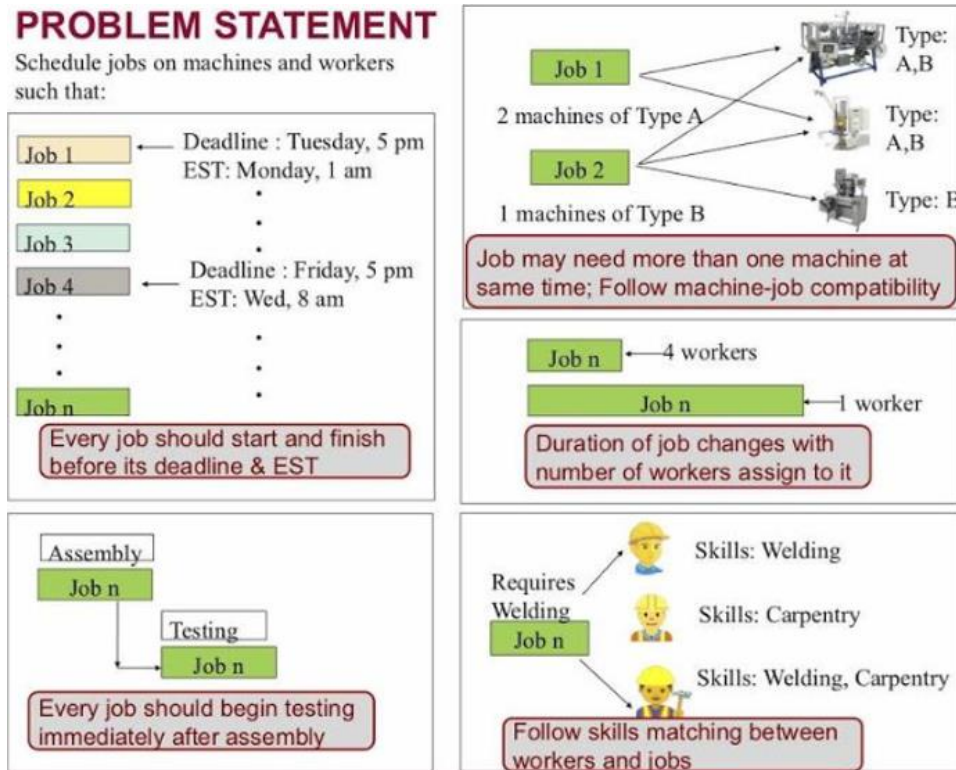 PROBLEM STATEMENT
Schedule jobs on machines and workers
such that:
Job 1
Deadline : Tuesday, 5 pm
EST: Monday, 1 am
Job 2
Job 3
Job 4
Deadline : Friday, 5 pm
EST: Wed, 8 am
Job n
Every job should start and finish
before its deadline & EST
Job 1
Type:
A,B
2 machines of Type A
Type:
A,B
Job 2
1 machines of Type B
Type: B
Job may need more than one machine at
same time; Follow machine-job compatibility
Job n
4 workers
Job n
1 worker
Duration of job changes with
number of workers assign to it
Assembly
Job n
Testing
Job n
Every job should begin testing
immediately after assembly
Requires
Welding
Job n
Skills: Welding
Skills: Carpentry
Skills: Welding, Carpentry
Follow skills matching between
workers and jobs